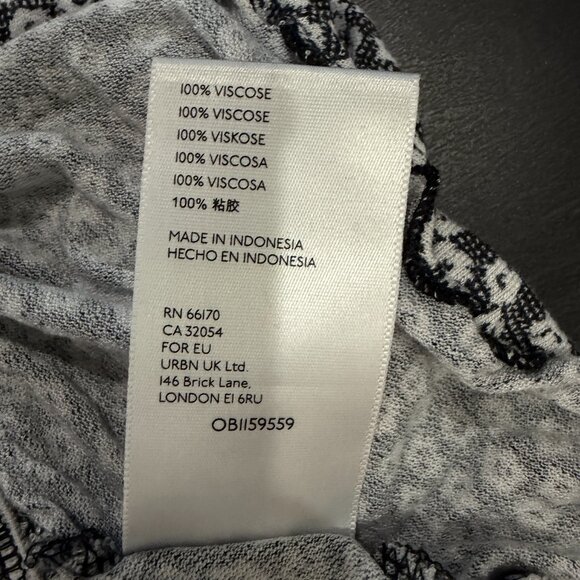 100% VISCOSE
100% VISCOSE
100% VISKOSE
100% VISCOSA
100% VISCOSA
100% 粘胶
MADE IN INDONESIA
HECHO EN INDONESIA
RN 66170
CA 32054
FOR EU
URBN UK Ltd.
146 Brick Lane,
LONDON E1 6RU
OB1159559